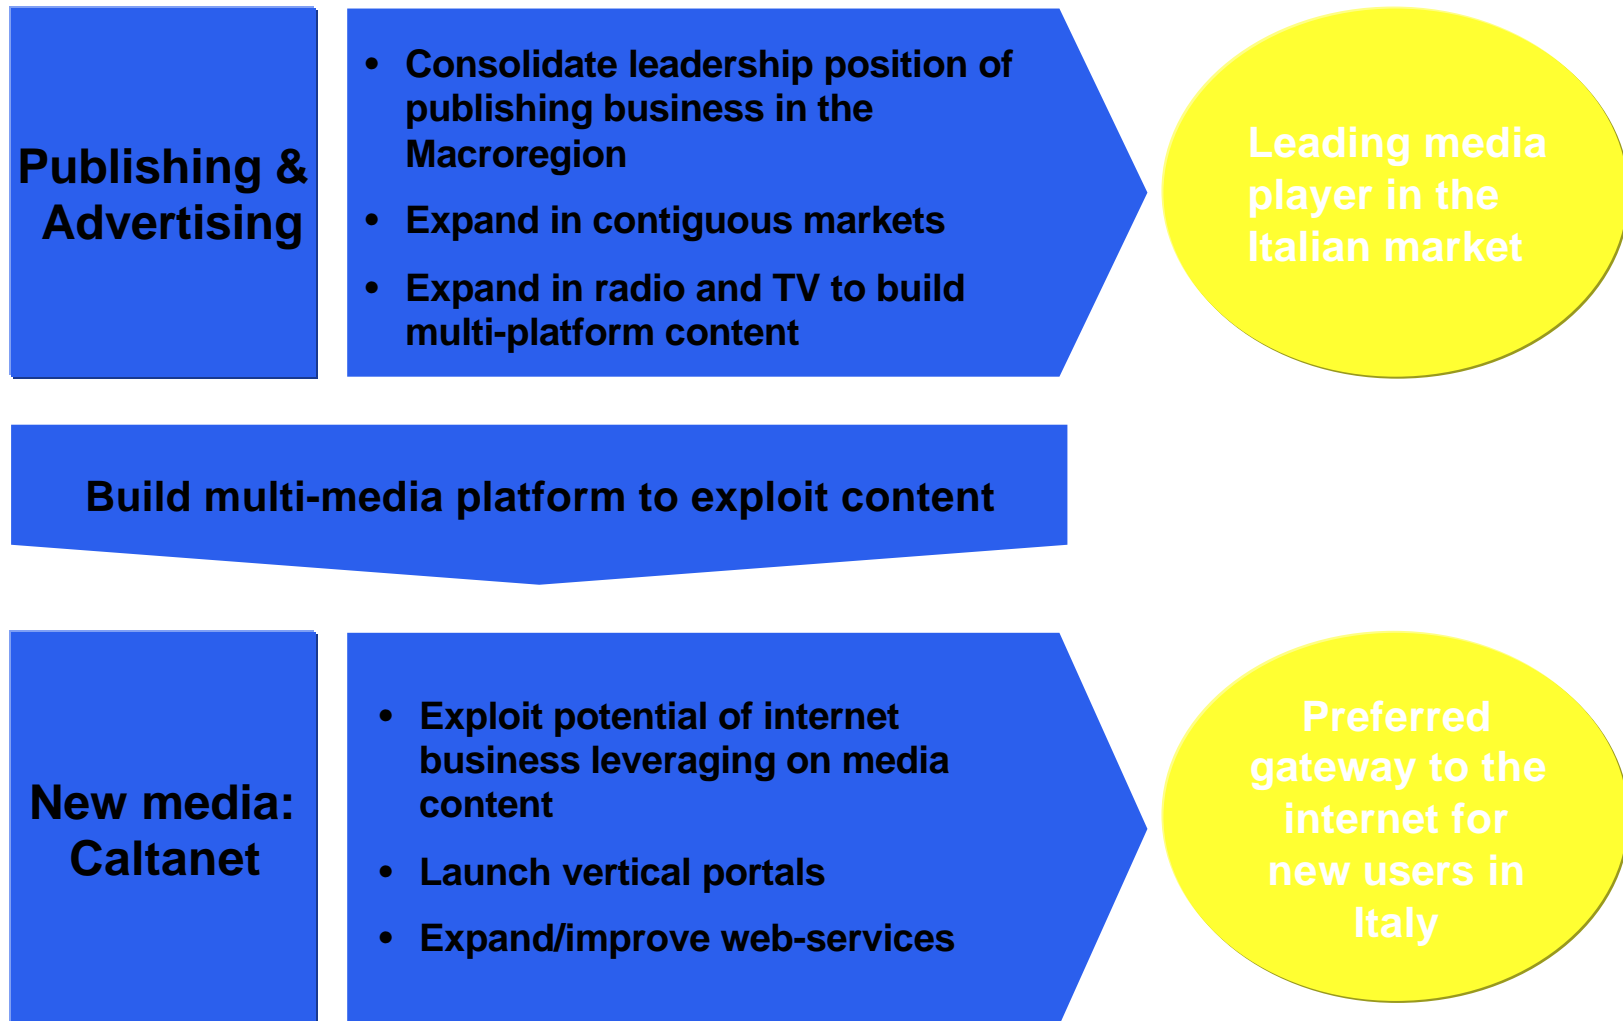 Publishing &
Advertising
• Consolidate leadership position of
publishing business in the
Macroregion
• Expand in contiguous markets
• Expand in radio and TV to build
multi-platform content
Leading media
player in the
Italian market
Build multi-media platform to exploit content
New media:
Caltanet
• Exploit potential of internet
business leveraging on media
content
• Launch vertical portals
• Expand/improve web-services
Preferred
gateway to the
internet for
new users in
Italy